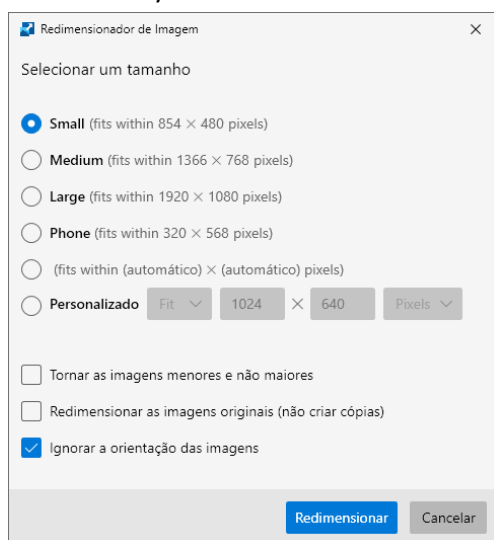 Redimensionador de Imagem
Selecionar um tamanho
Small (fits within 854 × 480 pixels)
Medium (fits within 1366 × 768 pixels)
Large (fits within 1920 × 1080 pixels)
Phone (fits within 320 × 568 pixels)
(fits within (automático) × (automático) pixels)
Personalizado Fit 1024 × 640 Pixels
Tornar as imagens menores e não maiores
Redimensionar as imagens originais (não criar cópias)
Ignorar a orientação das imagens
Redimensionar Cancelar